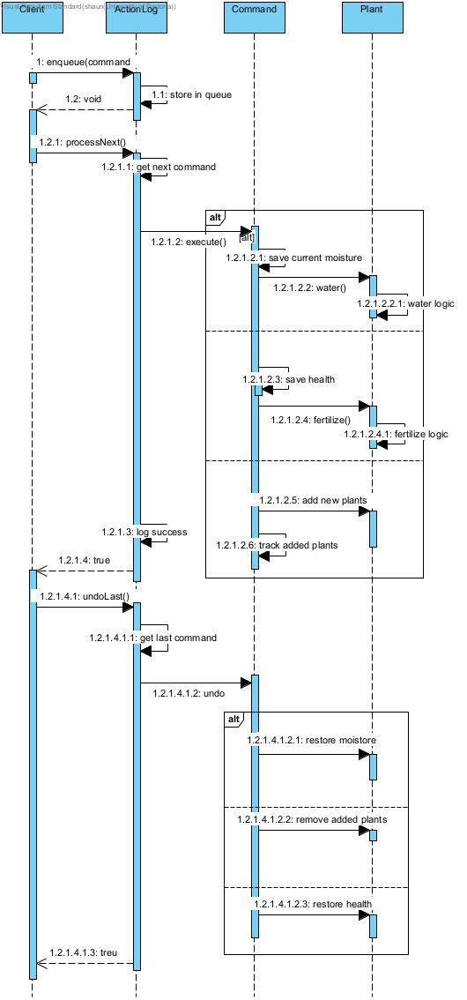 Client
ActionLog
Command
Plant
1: enqueue(command
1.1: store in queue
1.2: void
1.2.1: processNext()
1.2.1.1: get next command
alt
1.2.1.2: execute()
[alt]
1.2.1.2.1: save current moisture
1.2.1.2.2: water()
1.2.1.2.2.1: water logic
1.2.1.2.3: save health
1.2.1.2.4: fertilize()
1.2.1.2.4.1: fertilize logic
1.2.1.2.5: add new plants
1.2.1.3: log success
1.2.1.2.6: track added plants
1.2.1.4: true
1.2.1.4.1: undoLast()
1.2.1.4.1.1: get last command
1.2.1.4.1.2: undo
alt
1.2.1.4.1.2.1: restore moistore
1.2.1.4.1.2.2: remove added plants
1.2.1.4.1.2.3: restore health
1.2.1.4.1.3: treu